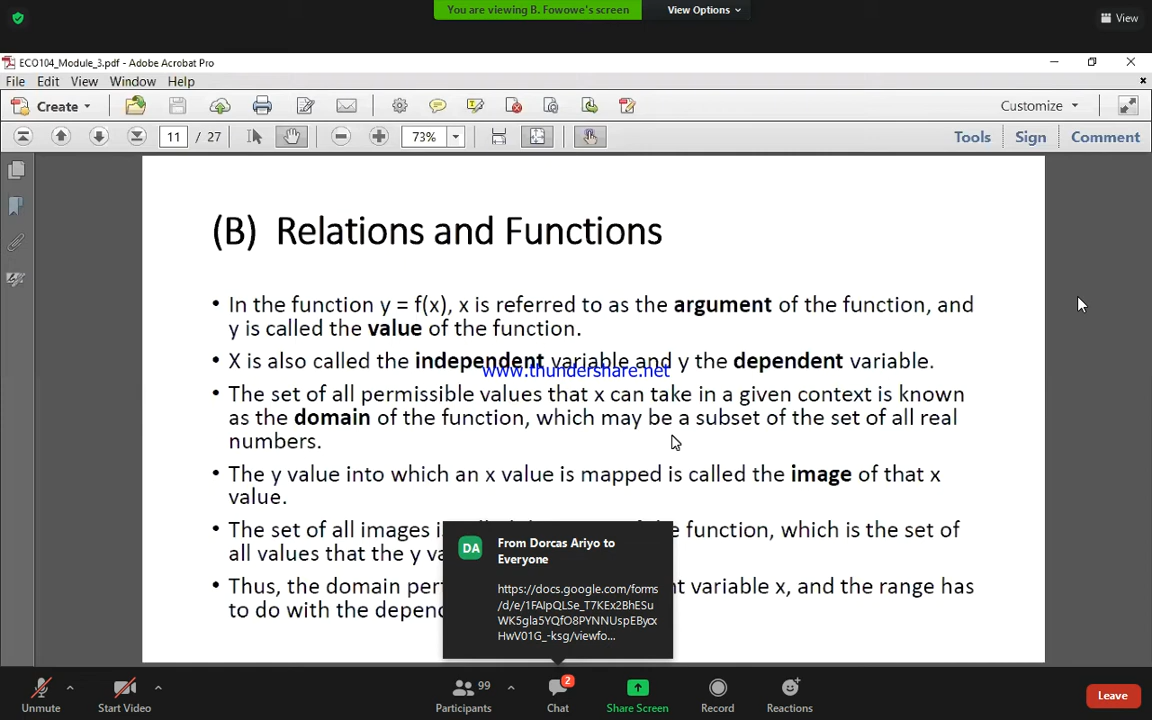 You are viewing B. Fowowe's screen
View Options
View
ECO104_Module_3.pdf - Adobe Acrobat Pro
File Edit View Window Help
Create
Customize
11 / 27
73%
Tools Sign Comment
(B) Relations and Functions
• In the function y = f(x), x is referred to as the argument of the function, and
y is called the value of the function.
• X is also called the independent variable and y the dependent variable.
www.thundershare.net
• The set of all permissible values that x can take in a given context is known
as the domain of the function, which may be a subset of the set of all real
numbers.
• The y value into which an x value is mapped is called the image of that x
value.
• The set of all images function, which is the set of
all values that the y
• Thus, the domain variable x, and the range has
to do with the
DA
From Dorcas Ariyo to
Everyone
https://docs.google.com/forms
/d/e/1FAIpQLSe_T7KEx2BhESu
WK5gla5YQfO8PYNNUspEBycx
HwV01G_-ksg/viewfo...
99
2
Unmute
Start Video
Participants
Chat
Share Screen
Record
Reactions
Leave